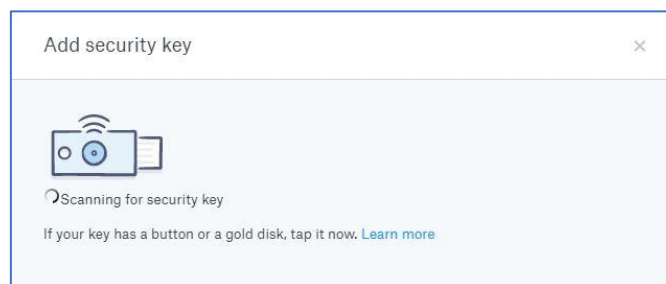 Add security key
Scanning for security key
If your key has a button or a gold disk, tap it now. Learn more